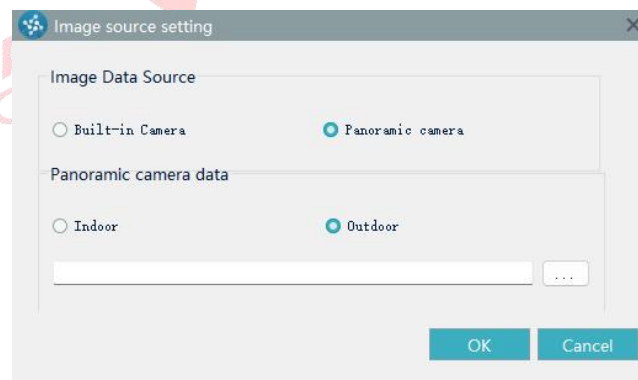 Image source setting
Image Data Source
Built-in Camera
Panoramic camera
Panoramic camera data
Indoor
Outdoor
...
OK
Cancel